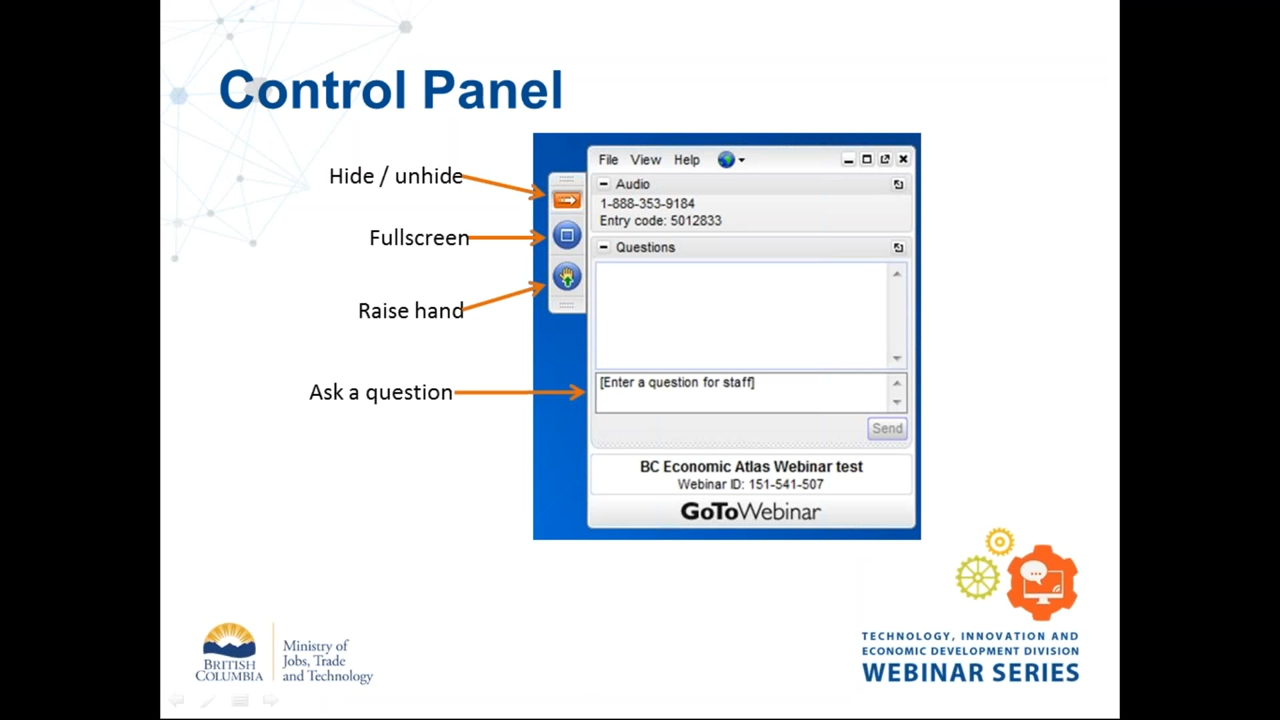 Control Panel
Hide / unhide
Fullscreen
Raise hand
Ask a question
File View Help
Audio
1-888-353-9184
Entry code: 5012833
Questions
[Enter a question for staff]
Send
BC Economic Atlas Webinar test
Webinar ID: 151-541-507
GoToWebinar
BRITISH
COLUMBIA
Ministry of
Jobs, Trade
and Technology
TECHNOLOGY, INNOVATION AND
ECONOMIC DEVELOPMENT DIVISION
WEBINAR SERIES